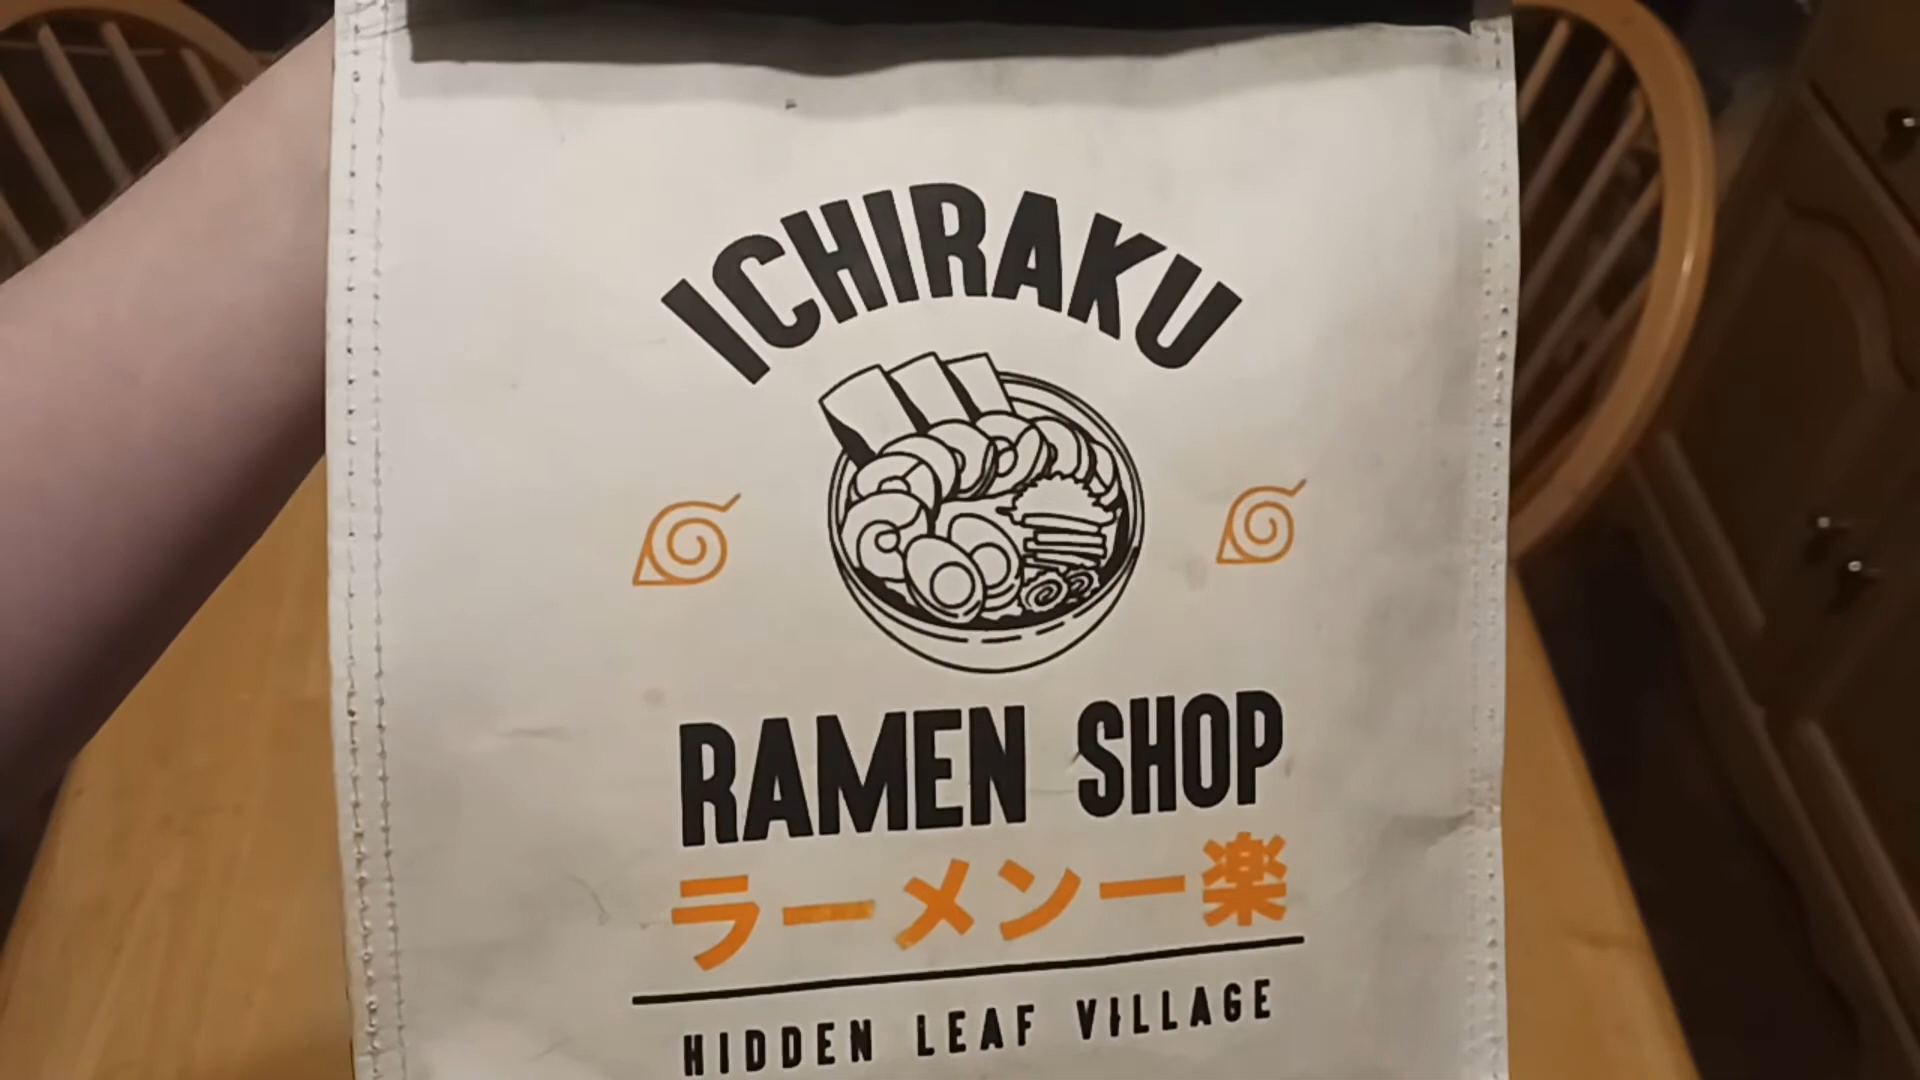 ICHIRAKU
RAMEN SHOP
ラーメン一楽
HIDDEN LEAF VILLAGE